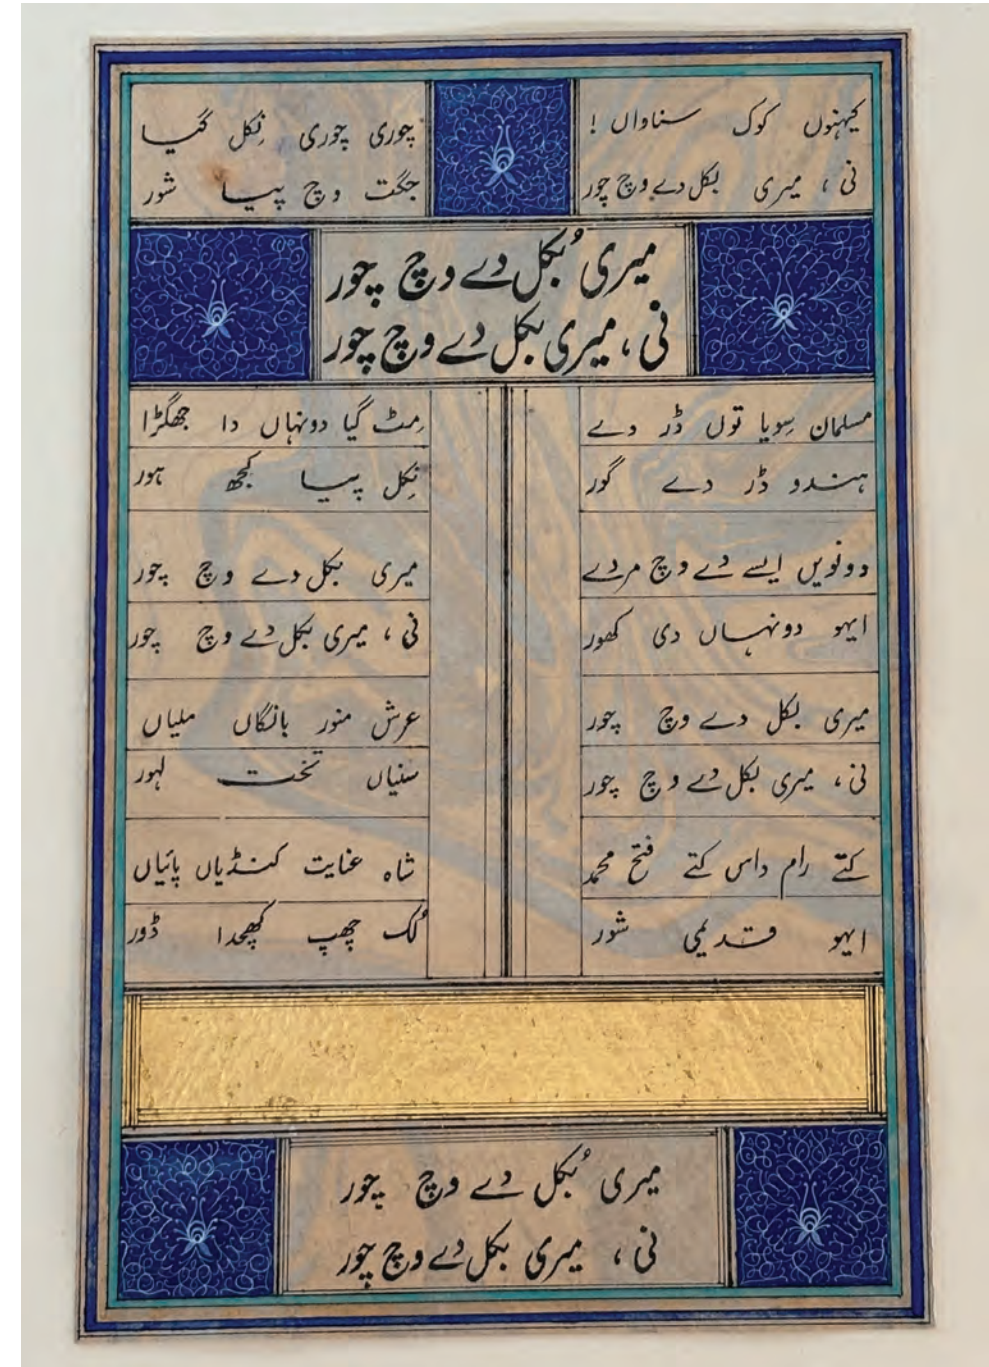 کیہنوں کوک سناواں !
نی ، میری بکل دے وچ چور
چوری چوری نِکل گیا
جگت وچ پیا شور
میری بُکل دے وچ چور
نی ، میری بکل دے وچ چور
مسلمان سِویا توں ڈر دے
ہندو ڈر دے گور
دونویں ایسے دے وچ مردے
ایہو دونہاں دی کھور
میری بکل دے وچ چور
نی ، میری بکل دے وچ چور
کتے رام داس کتے فتح محمد
ایہو قدیمی شور
مِٹ گیا دونہاں دا جھگڑا
نِکل پیا کجھ ہور
میری بکل دے وچ چور
نی ، میری بکل دے وچ چور
عرش منور بانگاں ملیاں
سنیاں تخت لہور
شاہ عنایت کنڈیاں پائیاں
لُک چھپ کھچدا ڈور
میری بُکل دے وچ چور
نی ، میری بکل دے وچ چور